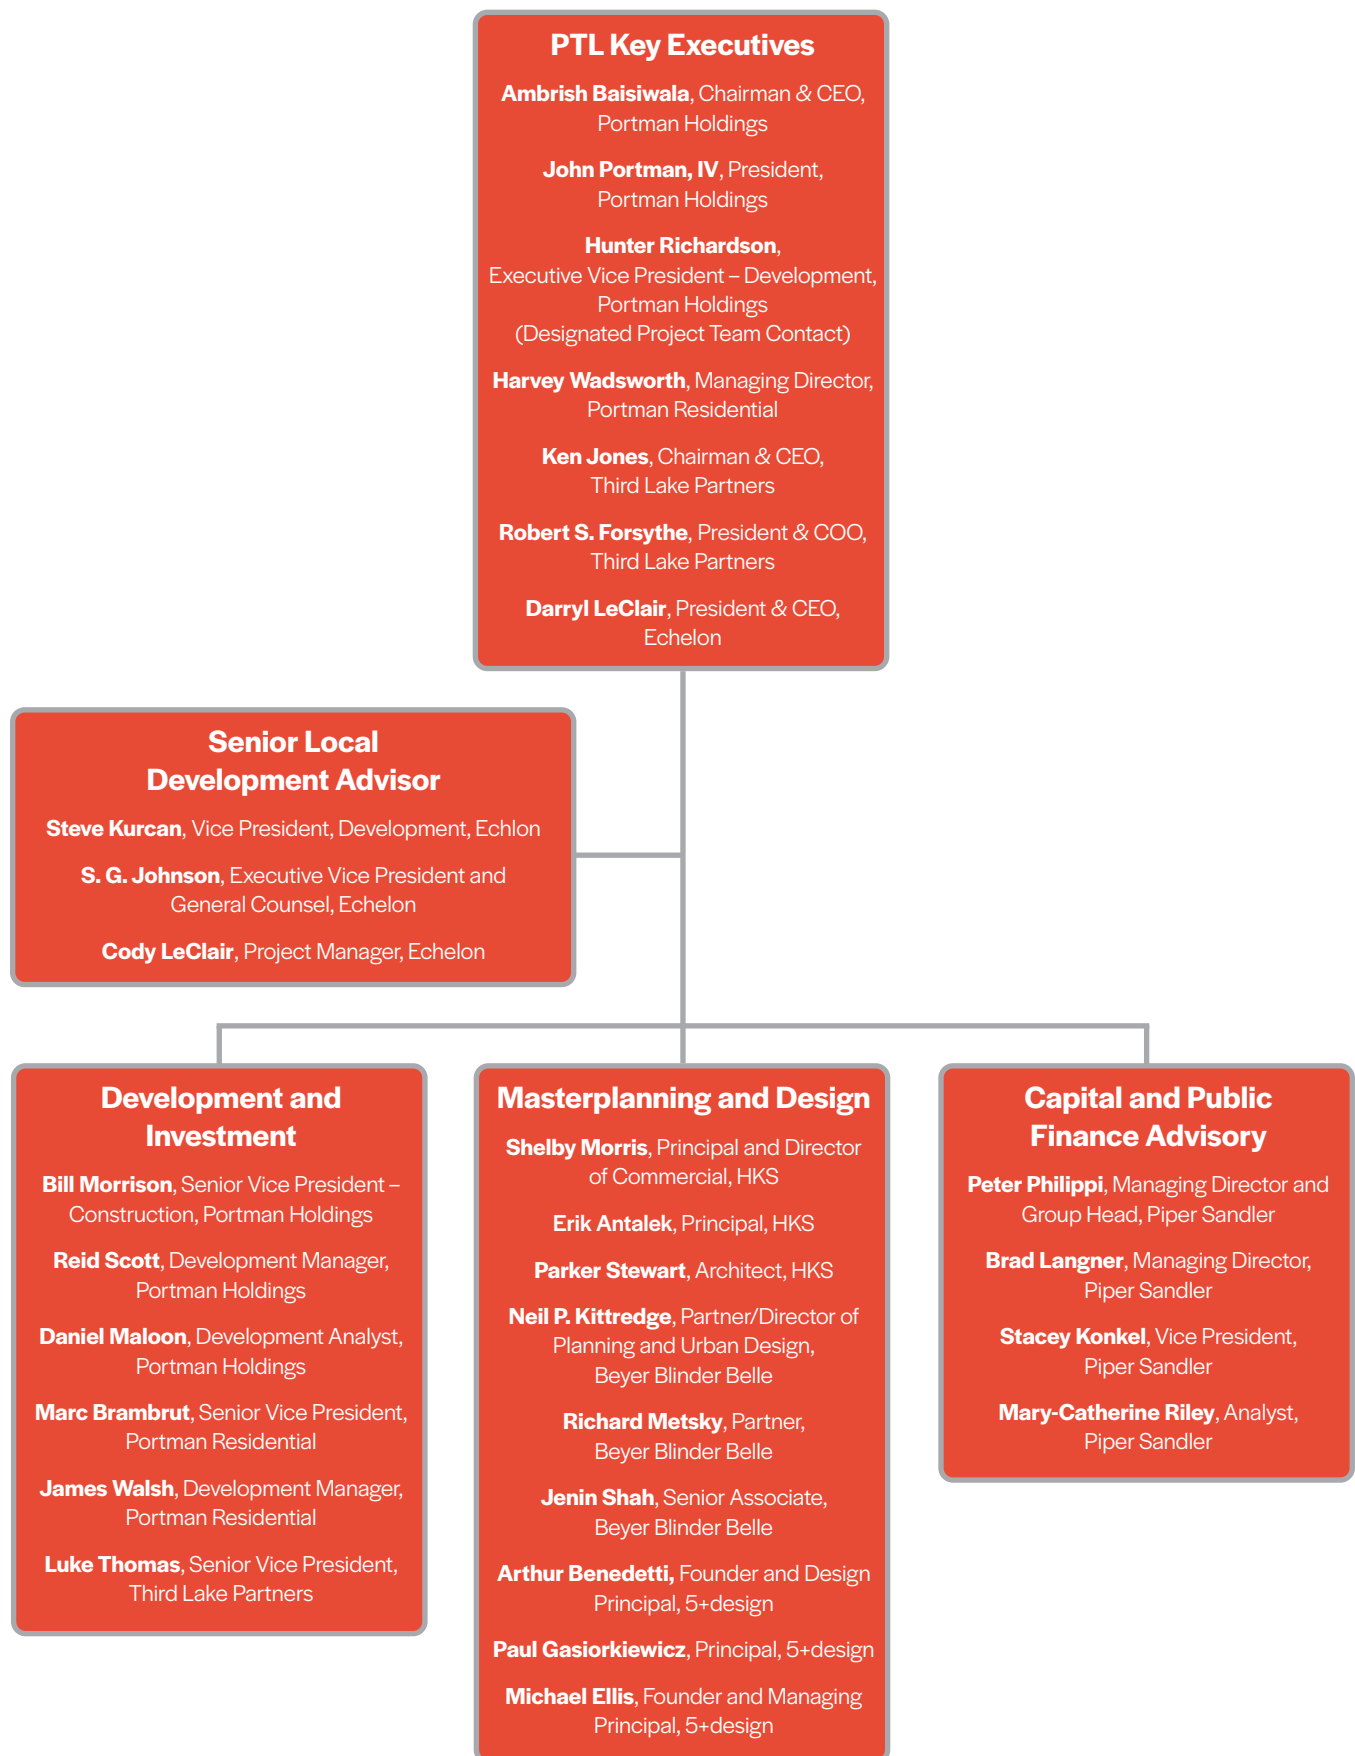 PTL Key Executives
Ambrish Baisiwala, Chairman & CEO,
Portman Holdings
John Portman, IV, President,
Portman Holdings
Hunter Richardson,
Executive Vice President – Development,
Portman Holdings
(Designated Project Team Contact)
Harvey Wadsworth, Managing Director,
Portman Residential
Ken Jones, Chairman & CEO,
Third Lake Partners
Robert S. Forsythe, President & COO,
Third Lake Partners
Darryl LeClair, President & CEO,
Echelon
Senior Local
Development Advisor
Steve Kurcan, Vice President, Development, Echlon
S. G. Johnson, Executive Vice President and
General Counsel, Echelon
Cody LeClair, Project Manager, Echelon
Development and
Investment
Bill Morrison, Senior Vice President –
Construction, Portman Holdings
Reid Scott, Development Manager,
Portman Holdings
Daniel Maloon, Development Analyst,
Portman Holdings
Marc Brambrut, Senior Vice President,
Portman Residential
James Walsh, Development Manager,
Portman Residential
Luke Thomas, Senior Vice President,
Third Lake Partners
Masterplanning and Design
Shelby Morris, Principal and Director
of Commercial, HKS
Erik Antalek, Principal, HKS
Parker Stewart, Architect, HKS
Neil P. Kittredge, Partner/Director of
Planning and Urban Design,
Beyer Blinder Belle
Richard Metsky, Partner,
Beyer Blinder Belle
Jenin Shah, Senior Associate,
Beyer Blinder Belle
Arthur Benedetti, Founder and Design
Principal, 5+design
Paul Gasiorkiewicz, Principal, 5+design
Michael Ellis, Founder and Managing
Principal, 5+design
Capital and Public
Finance Advisory
Peter Philippi, Managing Director and
Group Head, Piper Sandler
Brad Langner, Managing Director,
Piper Sandler
Stacey Konkel, Vice President,
Piper Sandler
Mary-Catherine Riley, Analyst,
Piper Sandler